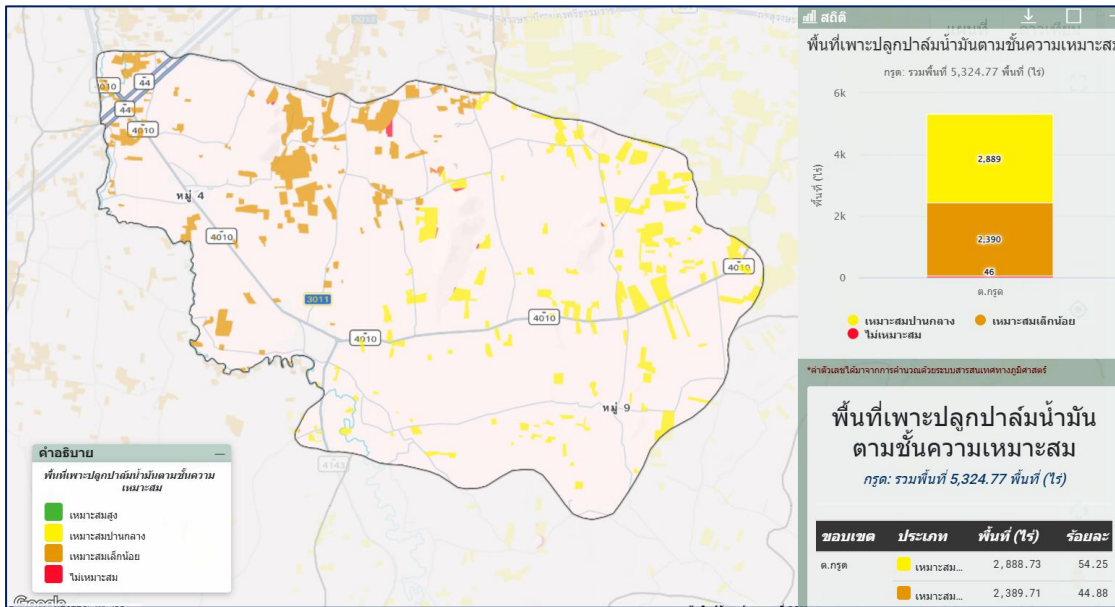 สถิติ
พื้นที่เพาะปลูกปาล์มน้ำมันตามชั้นความเหมาะสม
กรูด: รวมพื้นที่ 5,324.77 พื้นที่ (ไร่)
6k
4k
2k
0
พื้นที่ (ไร่)
2,889
2,390
46
ต.กรูด
เหมาะสมปานกลาง
เหมาะสมเล็กน้อย
ไม่เหมาะสม
*ค่าตัวเลขได้มาจากการคำนวณด้วยระบบสารสนเทศทางภูมิศาสตร์
พื้นที่เพาะปลูกปาล์มน้ำมัน
ตามชั้นความเหมาะสม
กรูด: รวมพื้นที่ 5,324.77 พื้นที่ (ไร่)
ขอบเขต ประเภท พื้นที่ (ไร่) ร้อยละ
ต.กรูด เหมาะสม... 2,888.73 54.25
เหมาะสม... 2,389.71 44.88
44
44
4010
หมู่ 4
4010
3011
4010
4010
4010
หมู่ 9
4143
คำอธิบาย
พื้นที่เพาะปลูกปาล์มน้ำมันตามชั้นความ
เหมาะสม
เหมาะสมสูง
เหมาะสมปานกลาง
เหมาะสมเล็กน้อย
ไม่เหมาะสม
Google